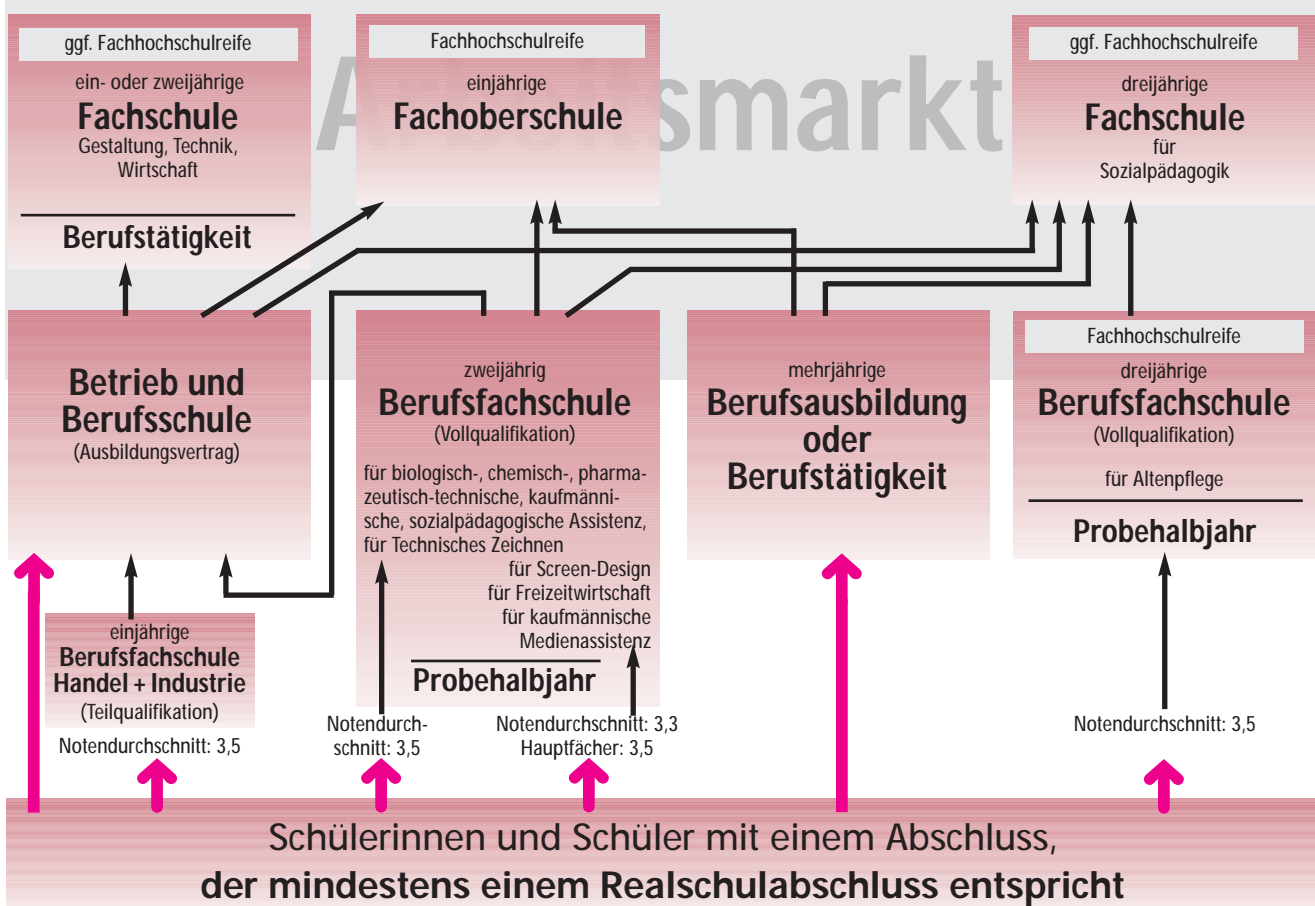 ggf. Fachhochschulreife
ein- oder zweijährige
Fachschule
Gestaltung, Technik,
Wirtschaft
Berufstätigkeit
Fachhochschulreife
einjährige
Fachoberschule
Arbeitsmarkt
ggf. Fachhochschulreife
dreijährige
Fachschule
für
Sozialpädagogik
Betrieb und
Berufsschule
(Ausbildungsvertrag)
zweijährig
Berufsfachschule
(Vollqualifikation)
für biologisch-, chemisch-, pharma-
zeutisch-technische, kaufmänni-
sche, sozialpädagogische Assistenz,
für Technisches Zeichnen
für Screen-Design
für Freizeitwirtschaft
für kaufmännische
Medienassistenz
Probehalbjahr
mehrjährige
Berufsausbildung
oder
Berufstätigkeit
Fachhochschulreife
dreijährige
Berufsfachschule
(Vollqualifikation)
für Altenpflege
Probehalbjahr
einjährige
Berufsfachschule
Handel + Industrie
(Teilqualifikation)
Notendurchschnitt: 3,5
Notendurch-
schnitt: 3,5
Notendurchschnitt: 3,3
Hauptfächer: 3,5
Notendurchschnitt: 3,5
Schülerinnen und Schüler mit einem Abschluss,
der mindestens einem Realschulabschluss entspricht